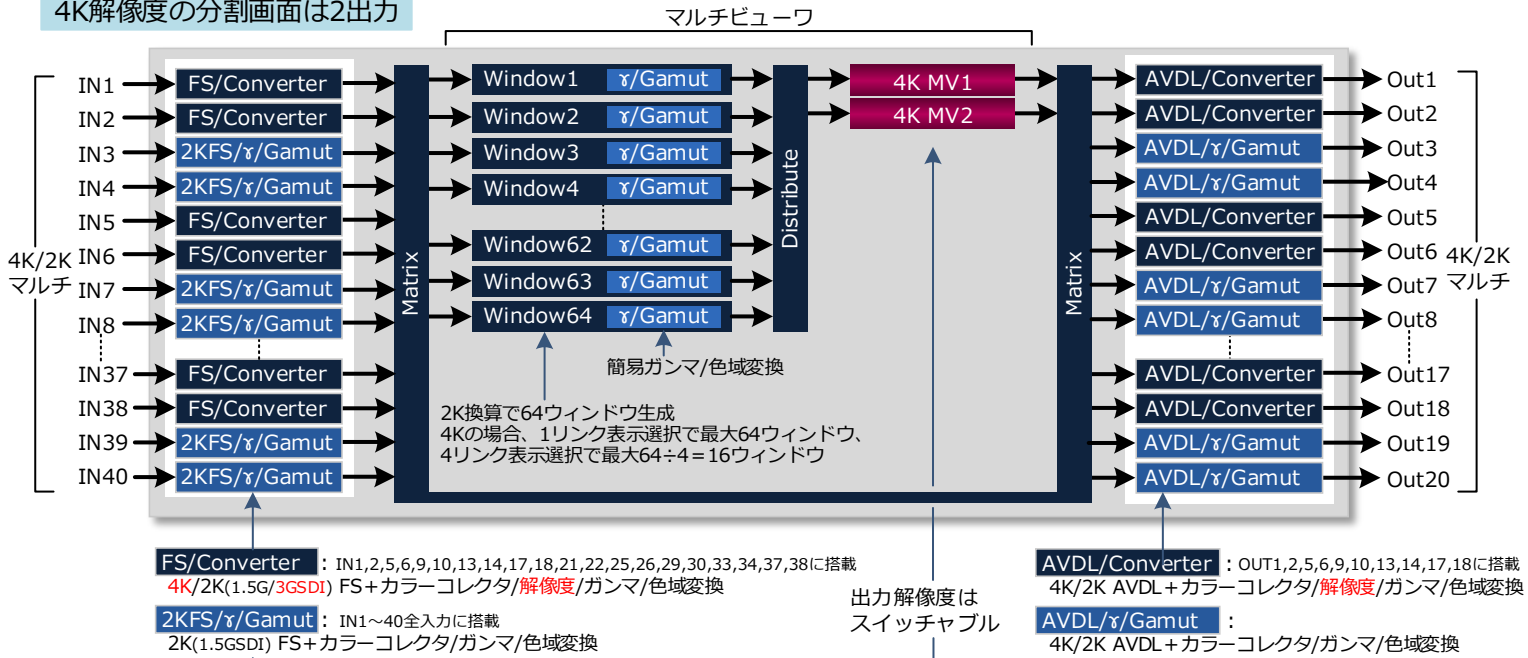 4K解像度の分割画面は2出力
マルチビューワ
IN1
IN2
IN3
IN4
IN5
IN6
IN7
IN8
IN37
IN38
IN39
IN40
4K/2K
マルチ
FS/Converter
FS/Converter
2KFS/ɤ/Gamut
2KFS/ɤ/Gamut
FS/Converter
FS/Converter
2KFS/ɤ/Gamut
2KFS/ɤ/Gamut
FS/Converter
FS/Converter
2KFS/ɤ/Gamut
2KFS/ɤ/Gamut
Matrix
Window1 ɤ/Gamut
Window2 ɤ/Gamut
Window3 ɤ/Gamut
Window4 ɤ/Gamut
Window62 ɤ/Gamut
Window63 ɤ/Gamut
Window64 ɤ/Gamut
Distribute
4K MV1
4K MV2
簡易ガンマ/色域変換
2K換算で64ウィンドウ生成
4Kの場合、1リンク表示選択で最大64ウィンドウ、
4リンク表示選択で最大64÷4＝16ウィンドウ
Matrix
AVDL/Converter
AVDL/Converter
AVDL/ɤ/Gamut
AVDL/ɤ/Gamut
AVDL/Converter
AVDL/Converter
AVDL/ɤ/Gamut
AVDL/ɤ/Gamut
AVDL/Converter
AVDL/Converter
AVDL/ɤ/Gamut
AVDL/ɤ/Gamut
Out1
Out2
Out3
Out4
Out5
Out6
Out7
Out8
Out17
Out18
Out19
Out20
4K/2K
マルチ
FS/Converter : IN1,2,5,6,9,10,13,14,17,18,21,22,25,26,29,30,33,34,37,38に搭載
4K/2K(1.5G/3GSDI) FS+カラーコレクタ/解像度/ガンマ/色域変換
2KFS/ɤ/Gamut : IN1～40全入力に搭載
2K(1.5GSDI) FS+カラーコレクタ/ガンマ/色域変換
出力解像度は
スイッチャブル
AVDL/Converter : OUT1,2,5,6,9,10,13,14,17,18に搭載
4K/2K AVDL+カラーコレクタ/解像度/ガンマ/色域変換
AVDL/ɤ/Gamut :
4K/2K AVDL+カラーコレクタ/ガンマ/色域変換